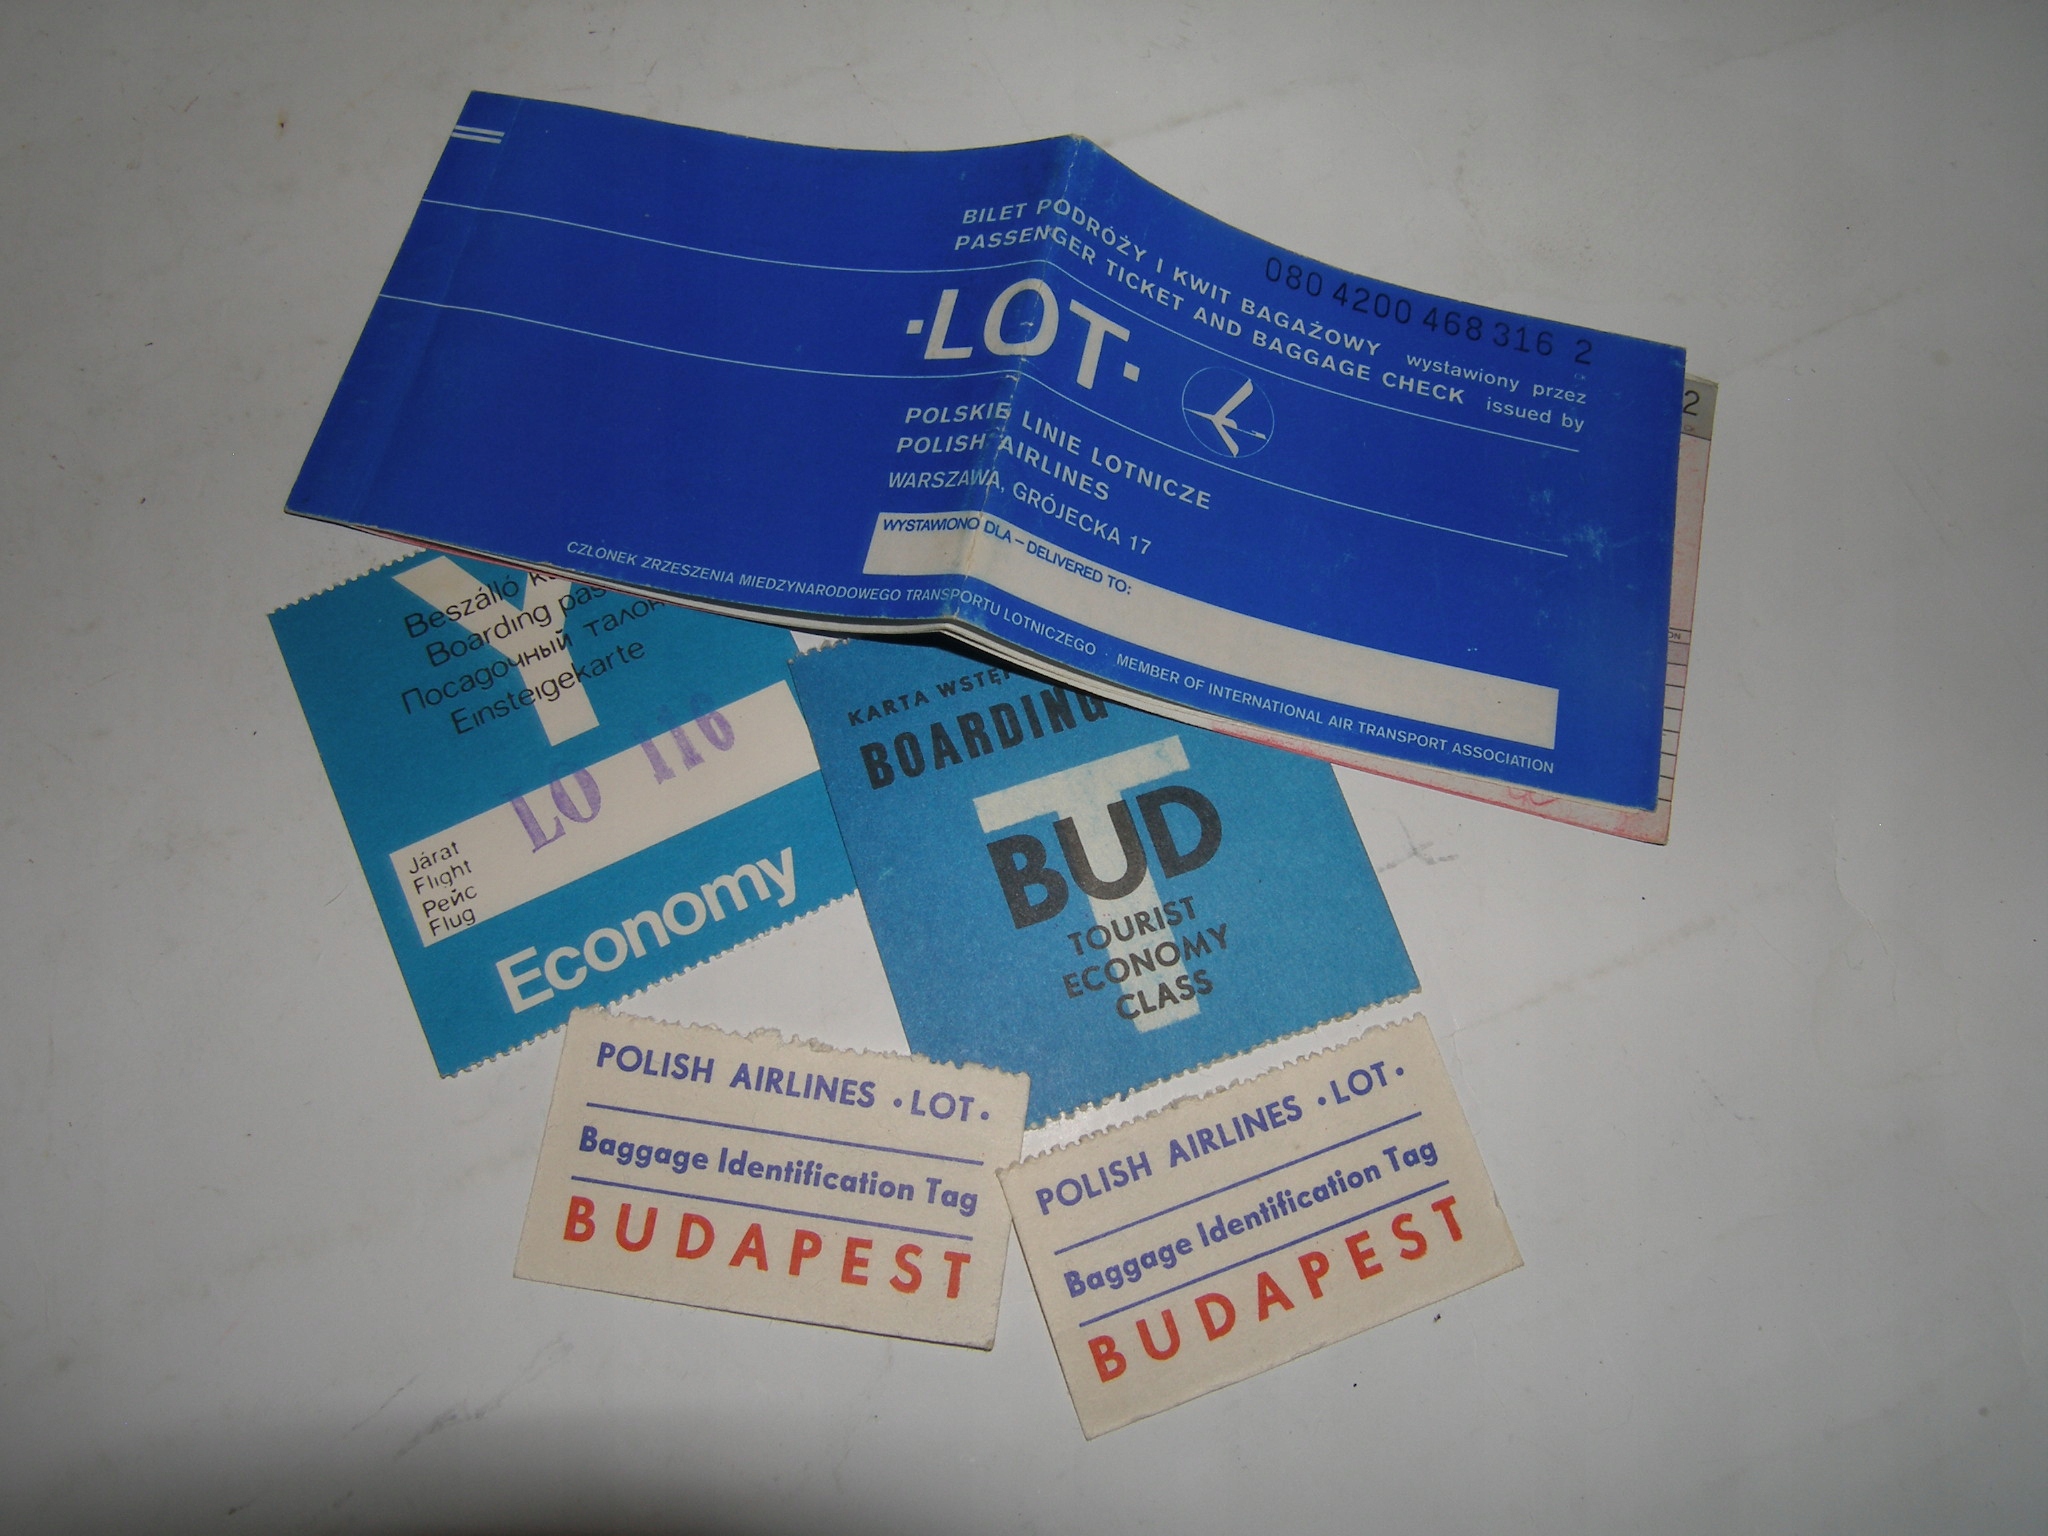 080 4200 468 316 2
BILET PODRÓŻY I KWIT BAGAŻOWY wystawiony przez
PASSENGER TICKET AND BAGGAGE CHECK issued by
·LOT·
POLSKIE LINIE LOTNICZE
POLISH AIRLINES
WARSZAWA, GRÓJECKA 17
WYSTAWIONO DLA – DELIVERED TO:
CZŁONEK ZRZESZENIA MIEDZYNARODOWEGO TRANSPORTU LOTNICZEGO · MEMBER OF INTERNATIONAL AIR TRANSPORT ASSOCIATION
2
Y
Beszálló
Boarding pas
Посадочный талон
Einsteigekarte
LO 116
Járat
Flight
Рейс
Flug
Economy
KARTA WSTĘP
BOARDING
T
BUD
TOURIST
ECONOMY
CLASS
POLISH AIRLINES ·LOT·
Baggage Identification Tag
BUDAPEST
POLISH AIRLINES ·LOT·
Baggage Identification Tag
BUDAPEST